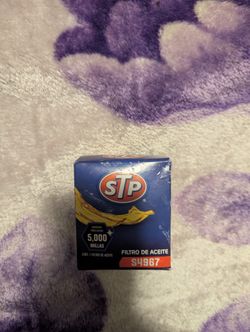 STP
5,000
MILLAS
FILTRO DE ACEITE
S4967